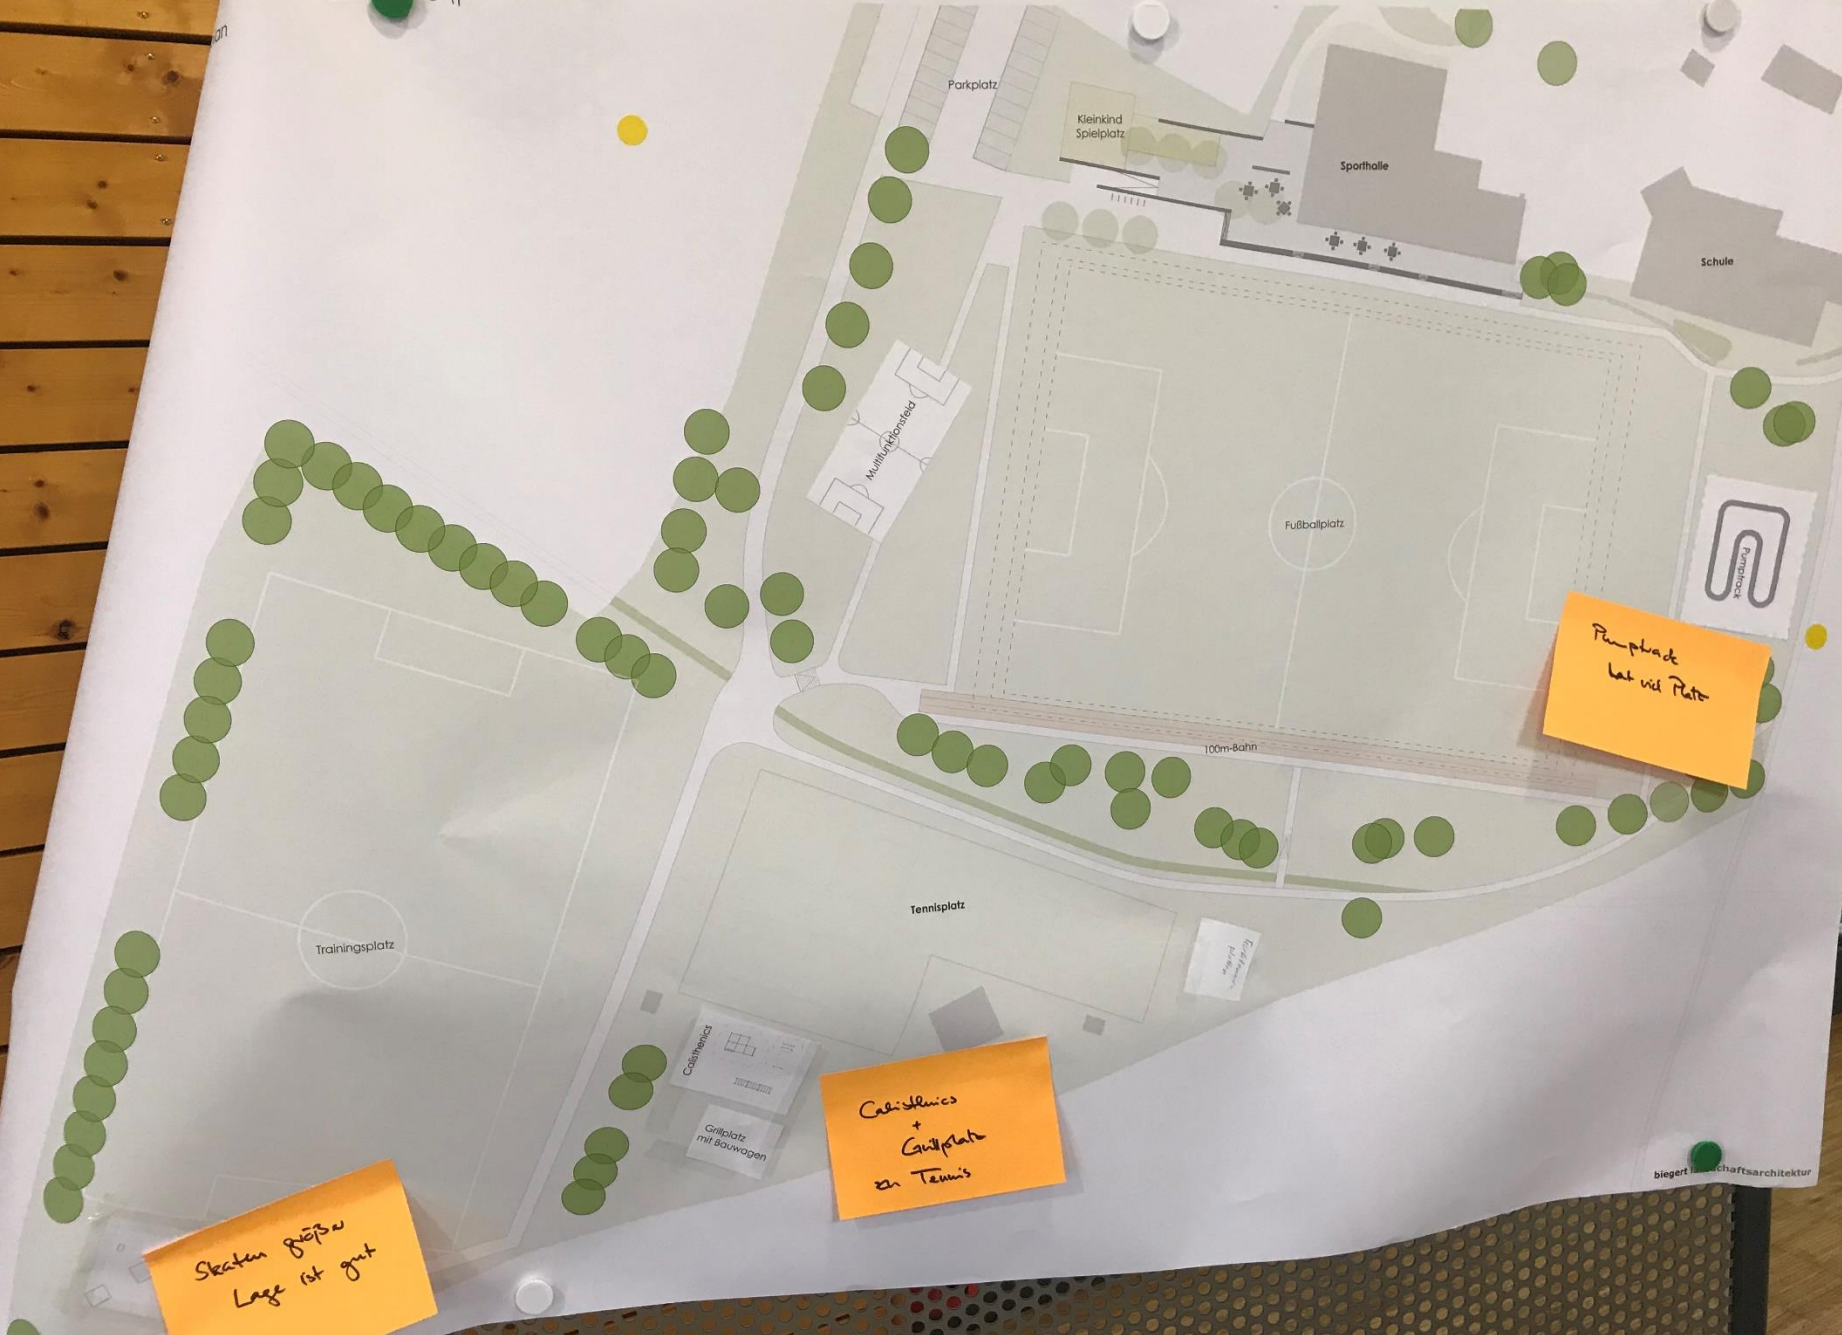 Parkplatz
Kleinkind
Spielplatz
Sporthalle
Schule
Multifunktionsfeld
Fußballplatz
Pumptrack
Pumptrack
hat viel Platz
100m-Bahn
Tennisplatz
Trainingsplatz
Calisthenics
Grillplatz
mit Bauwagen
Calisthenics
+
Grillplatz
zu Tennis
Skaten größer
Lage ist gut
biegert
chaftsarchitektur